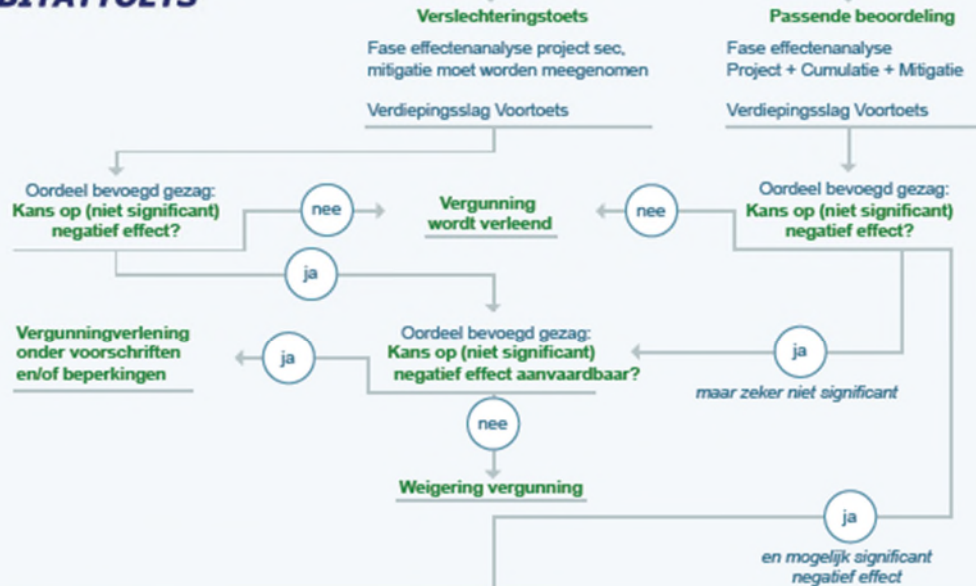 BITATTOETS
Verslechteringstoets
Fase effectenanalyse project sec,
mitigatie moet worden meegenomen
Verdiepingsslag Voortoets
Passende beoordeling
Fase effectenanalyse
Project + Cumulatie + Mitigatie
Verdiepingsslag Voortoets
Oordeel bevoegd gezag:
Kans op (niet significant)
negatief effect?
nee
Vergunning
wordt verleend
nee
Oordeel bevoegd gezag:
Kans op (niet significant)
negatief effect?
ja
Vergunningverlening
onder voorschriften
en/of beperkingen
ja
Oordeel bevoegd gezag:
Kans op (niet significant)
negatief effect aanvaardbaar?
ja
maar zeker niet significant
nee
Weigering vergunning
ja
en mogelijk significant
negatief effect